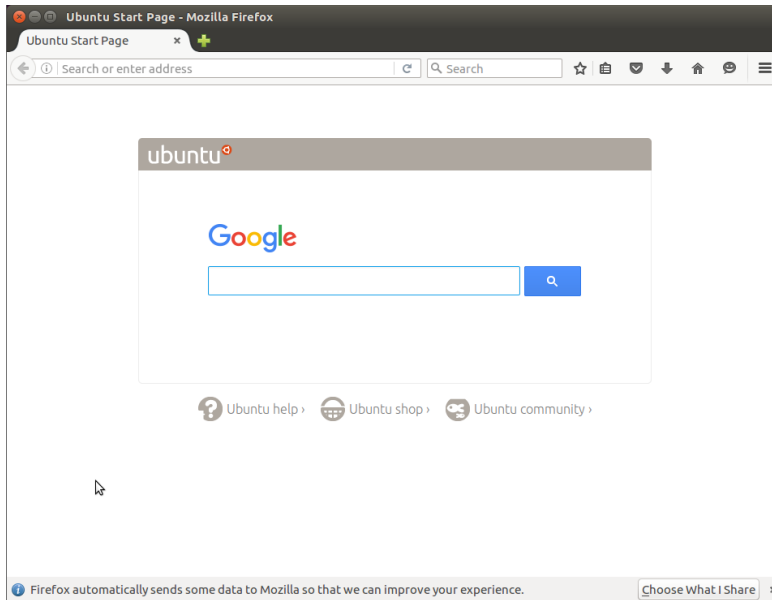 Ubuntu Start Page - Mozilla Firefox
Ubuntu Start Page
Search or enter address
Search
ubuntu
Google
Ubuntu help ›
Ubuntu shop ›
Ubuntu community ›
Firefox automatically sends some data to Mozilla so that we can improve your experience.
Choose What I Share